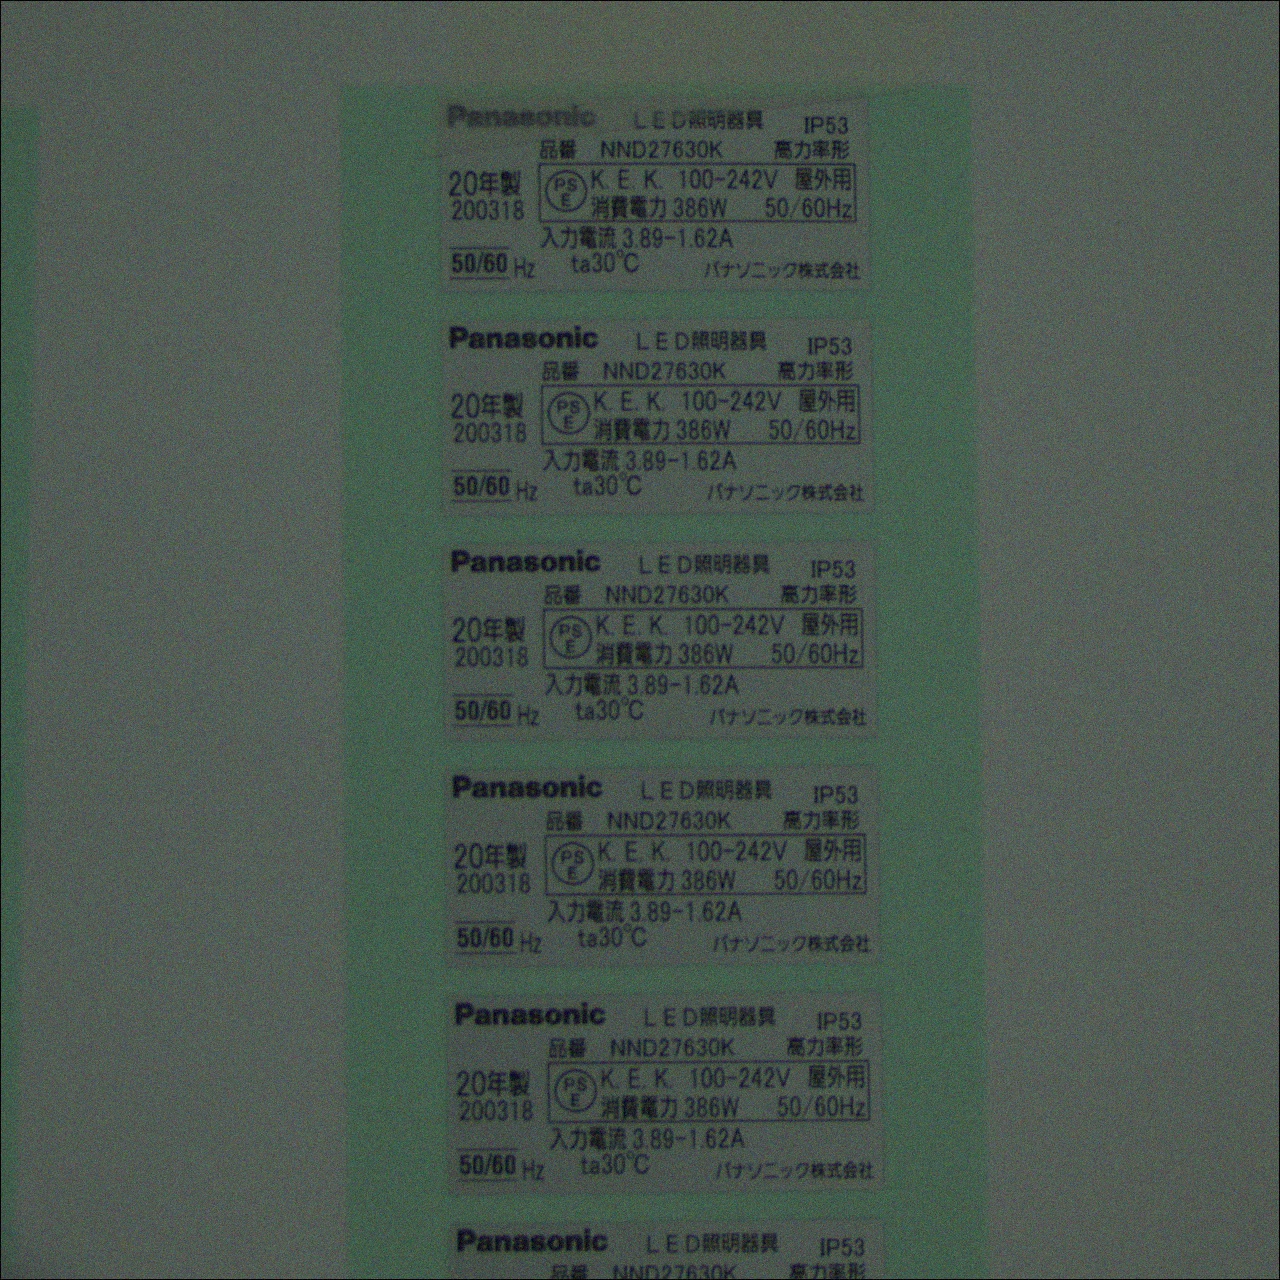 Panasonic LED照明器具 IP53
品番 NND27630K 高力率形
20年製 PS E K.E.K. 100-242V 屋外用
200318 消費電力 386W 50/60Hz
入力電流 3.89-1.62A
50/60 Hz ta30℃ パナソニック株式会社
Panasonic LED照明器具 IP53
品番 NND27630K 高力率形
20年製 PS E K.E.K. 100-242V 屋外用
200318 消費電力 386W 50/60Hz
入力電流 3.89-1.62A
50/60 Hz ta30℃ パナソニック株式会社
Panasonic LED照明器具 IP53
品番 NND27630K 高力率形
20年製 PS E K.E.K. 100-242V 屋外用
200318 消費電力 386W 50/60Hz
入力電流 3.89-1.62A
50/60 Hz ta30℃ パナソニック株式会社
Panasonic LED照明器具 IP53
品番 NND27630K 高力率形
20年製 PS E K.E.K. 100-242V 屋外用
200318 消費電力 386W 50/60Hz
入力電流 3.89-1.62A
50/60 Hz ta30℃ パナソニック株式会社
Panasonic LED照明器具 IP53
品番 NND27630K 高力率形
20年製 PS E K.E.K. 100-242V 屋外用
200318 消費電力 386W 50/60Hz
入力電流 3.89-1.62A
50/60 Hz ta30℃ パナソニック株式会社
Panasonic LED照明器具 IP53
品番 NND27630K 高力率形